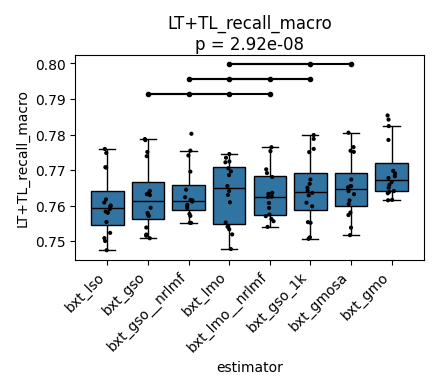 LT+TL_recall_macro
p = 2.92e-08
LT+TL_recall_macro
0.80
0.79
0.78
0.77
0.76
0.75
bxt_lso
bxt_gso
bxt_gso__nrlmf
bxt_lmo
bxt_lmo__nrlmf
bxt_gso_1k
bxt_gmosa
bxt_gmo
estimator